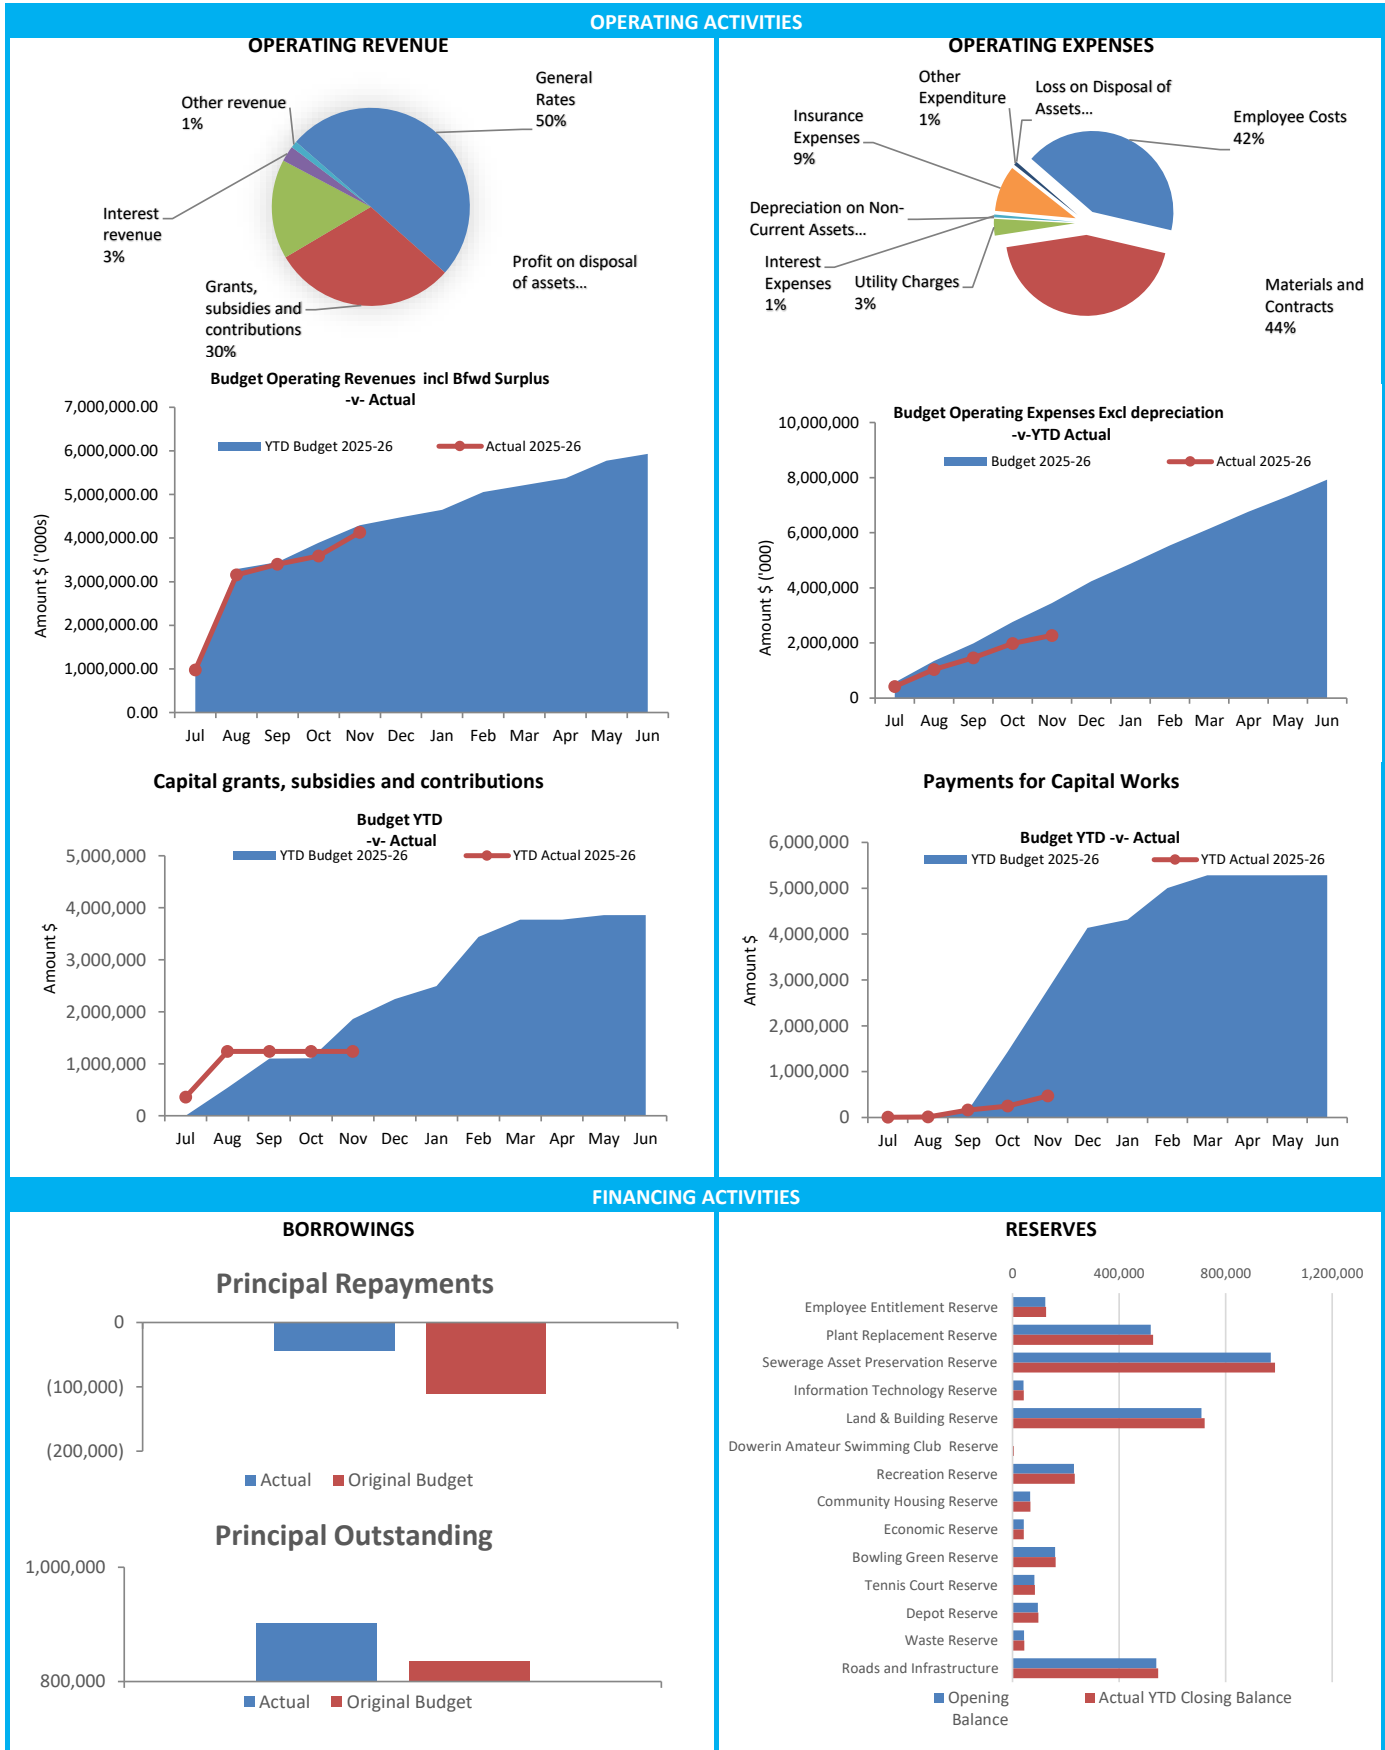 OPERATING ACTIVITIES
OPERATING REVENUE
General
Rates
50%
Other revenue
1%
Interest
revenue
3%
Grants,
subsidies and
contributions
30%
Profit on disposal
of assets...
OPERATING EXPENSES
Other
Expenditure
1%
Loss on Disposal of
Assets...
Insurance
Expenses
9%
Employee Costs
42%
Depreciation on Non-
Current Assets...
Interest
Expenses
1%
Utility Charges
3%
Materials and
Contracts
44%
Budget Operating Revenues incl Bfwd Surplus
-v- Actual
YTD Budget 2025-26
Actual 2025-26
Amount $ ('000s)
7,000,000.00
6,000,000.00
5,000,000.00
4,000,000.00
3,000,000.00
2,000,000.00
1,000,000.00
0.00
Jul Aug Sep Oct Nov Dec Jan Feb Mar Apr May Jun
Budget Operating Expenses Excl depreciation
-v-YTD Actual
Budget 2025-26
Actual 2025-26
Amount $ ('000)
10,000,000
8,000,000
6,000,000
4,000,000
2,000,000
0
Jul Aug Sep Oct Nov Dec Jan Feb Mar Apr May Jun
Capital grants, subsidies and contributions
Budget YTD
-v- Actual
YTD Budget 2025-26
YTD Actual 2025-26
Amount $
5,000,000
4,000,000
3,000,000
2,000,000
1,000,000
0
Jul Aug Sep Oct Nov Dec Jan Feb Mar Apr May Jun
Payments for Capital Works
Budget YTD -v- Actual
YTD Budget 2025-26
YTD Actual 2025-26
Amount $
6,000,000
5,000,000
4,000,000
3,000,000
2,000,000
1,000,000
0
Jul Aug Sep Oct Nov Dec Jan Feb Mar Apr May Jun
FINANCING ACTIVITIES
BORROWINGS
Principal Repayments
0
(100,000)
(200,000)
Actual
Original Budget
Principal Outstanding
1,000,000
800,000
Actual
Original Budget
RESERVES
0 400,000 800,000 1,200,000
Employee Entitlement Reserve
Plant Replacement Reserve
Sewerage Asset Preservation Reserve
Information Technology Reserve
Land & Building Reserve
Dowerin Amateur Swimming Club Reserve
Recreation Reserve
Community Housing Reserve
Economic Reserve
Bowling Green Reserve
Tennis Court Reserve
Depot Reserve
Waste Reserve
Roads and Infrastructure
Opening
Balance
Actual YTD Closing Balance